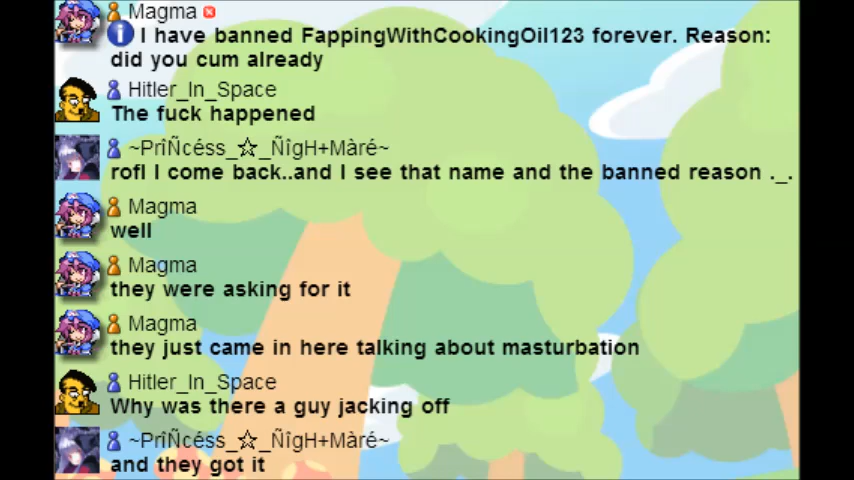 Magma
I have banned FappingWithCookingOil123 forever. Reason:
did you cum already
Hitler_In_Space
The fuck happened
~PrîÑcéss_☆_ÑîgH+Màré~
rofl I come back..and I see that name and the banned reason ._.
Magma
well
Magma
they were asking for it
Magma
they just came in here talking about masturbation
Hitler_In_Space
Why was there a guy jacking off
~PrîÑcéss_☆_ÑîgH+Màré~
and they got it